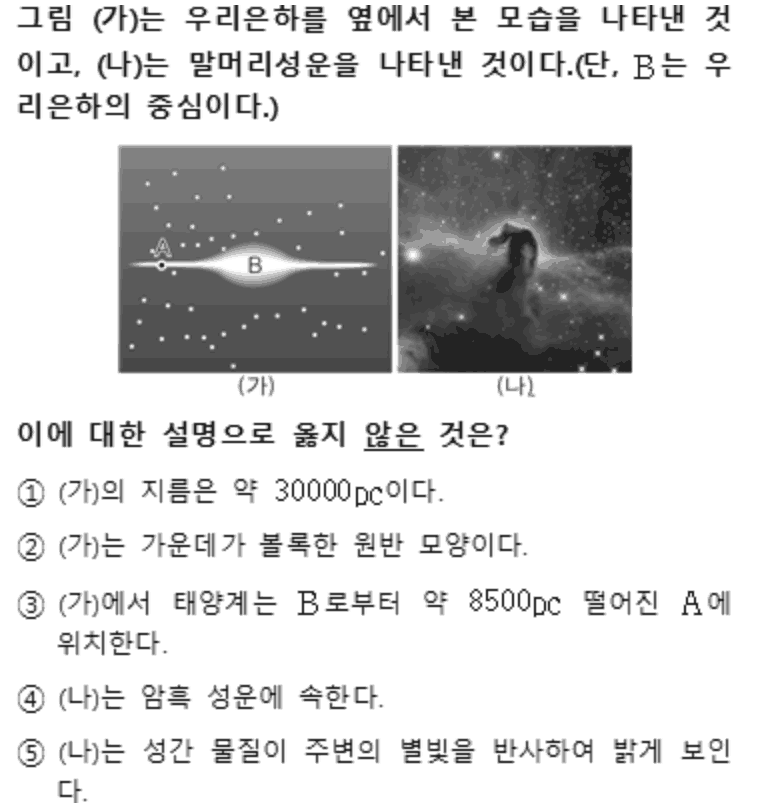 그림 (가)는 우리은하를 옆에서 본 모습을 나타낸 것
이고, (나)는 말머리성운을 나타낸 것이다.(단, B는 우
리은하의 중심이다.)
A
B
(가)
(나)
이에 대한 설명으로 옳지 않은 것은?
① (가)의 지름은 약 30000pc이다.
② (가)는 가운데가 볼록한 원반 모양이다.
③ (가)에서 태양계는 B로부터 약 8500pc 떨어진 A에
위치한다.
④ (나)는 암흑 성운에 속한다.
⑤ (나)는 성간 물질이 주변의 별빛을 반사하여 밝게 보인
다.